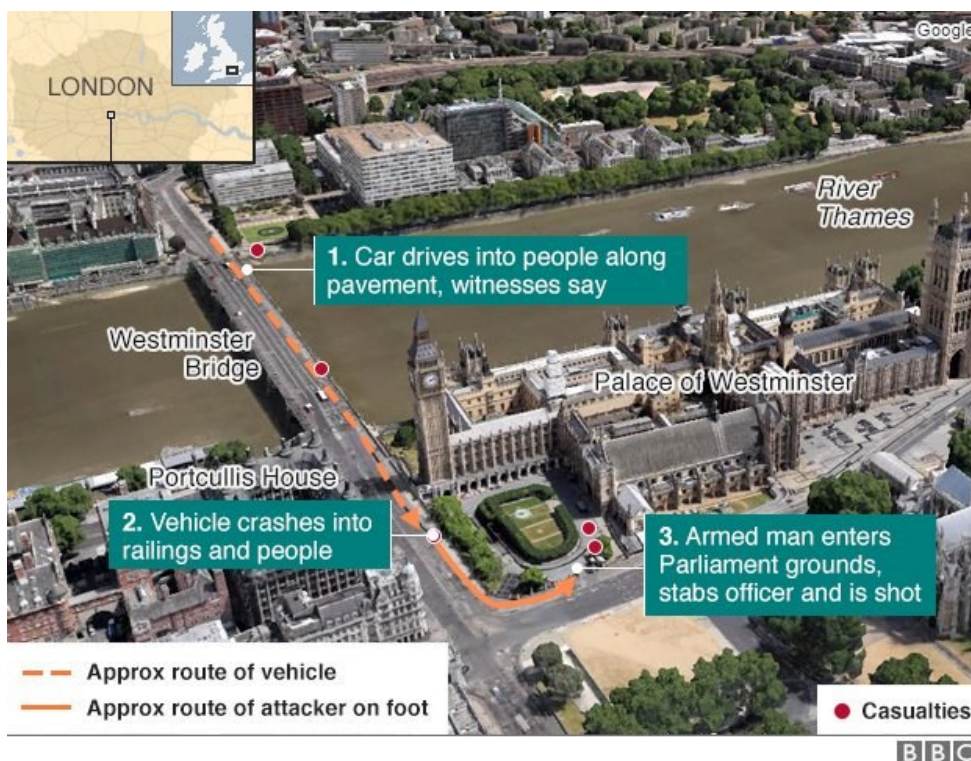 Google
LONDON
River
Thames
1. Car drives into people along
pavement, witnesses say
Westminster
Bridge
Palace of Westminster
Portcullis House
2. Vehicle crashes into
railings and people
3. Armed man enters
Parliament grounds,
stabs officer and is shot
Approx route of vehicle
Approx route of attacker on foot
Casualties
BBC